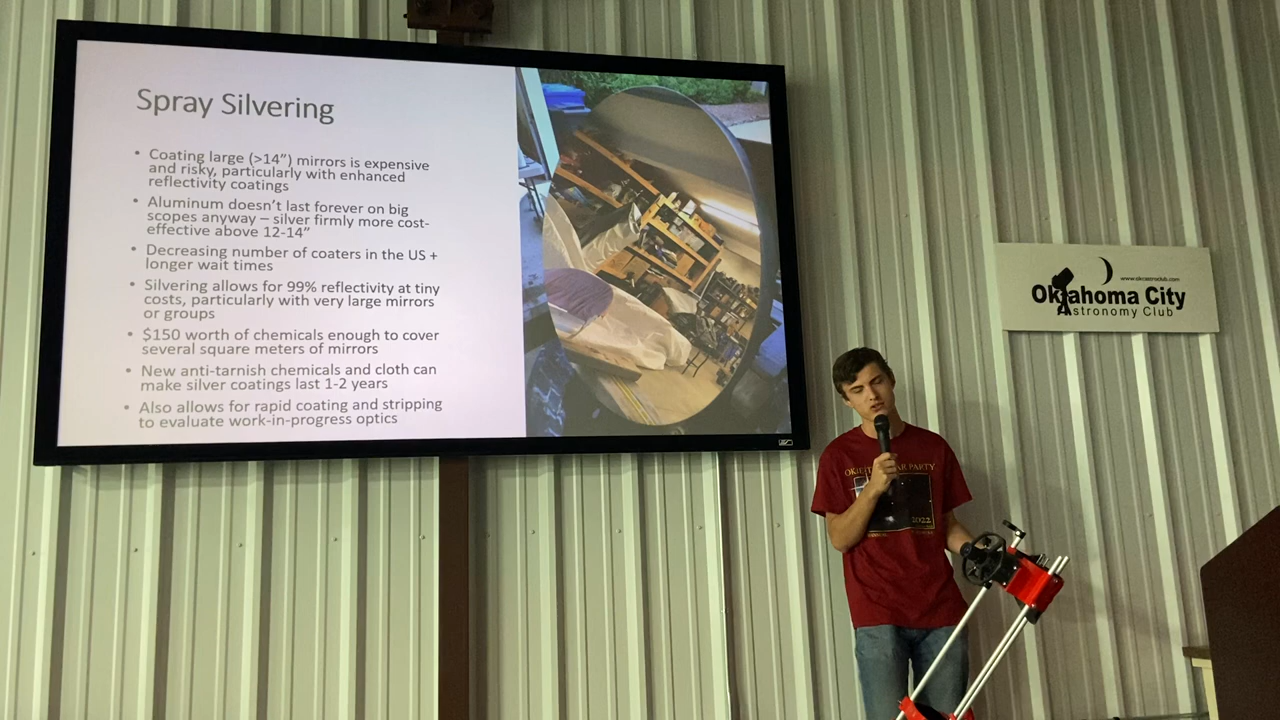 Spray Silvering
• Coating large (>14”) mirrors is expensive
and risky, particularly with enhanced
reflectivity coatings
• Aluminum doesn’t last forever on big
scopes anyway – silver firmly more cost-
effective above 12-14”
• Decreasing number of coaters in the US +
longer wait times
• Silvering allows for 99% reflectivity at tiny
costs, particularly with very large mirrors
or groups
• $150 worth of chemicals enough to cover
several square meters of mirrors
• New anti-tarnish chemicals and cloth can
make silver coatings last 1-2 years
• Also allows for rapid coating and stripping
to evaluate work-in-progress optics
www.okcastroclub.com
Oklahoma City
Astronomy Club
PARTY
2022